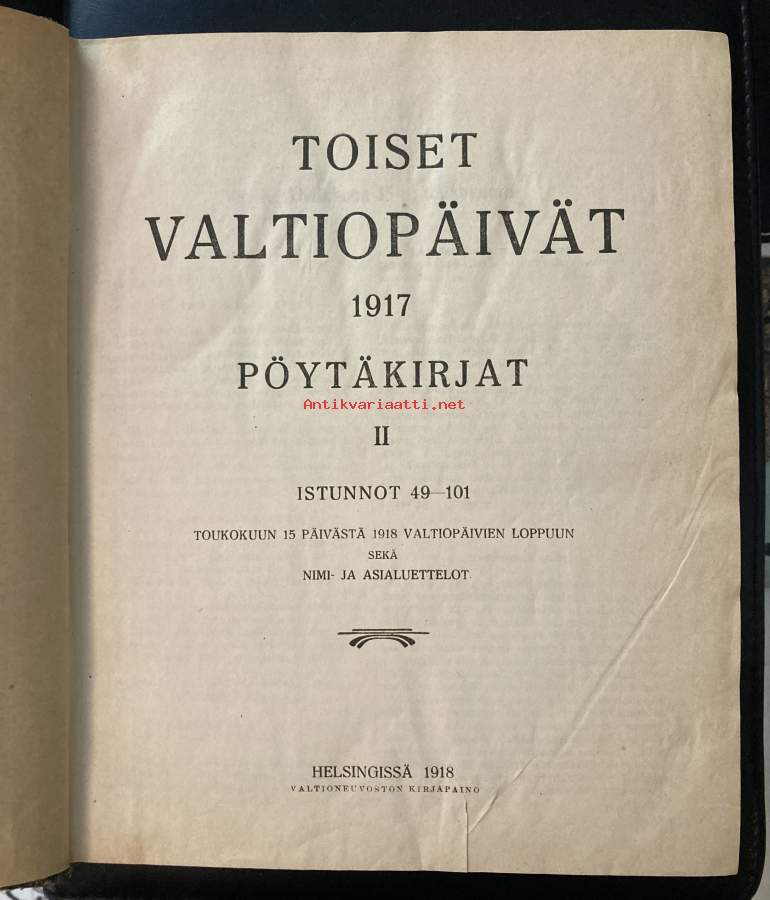 TOISET
VALTIOPÄIVÄT
1917
PÖYTÄKIRJAT
Antikvariaatti.net
II
ISTUNNOT 49—101
TOUKOKUUN 15 PÄIVÄSTÄ 1918 VALTIOPÄIVIEN LOPPUUN
SEKÄ
NIMI- JA ASIALUETTELOT
HELSINGISSÄ 1918
VALTIONEUVOSTON KIRJAPAINO